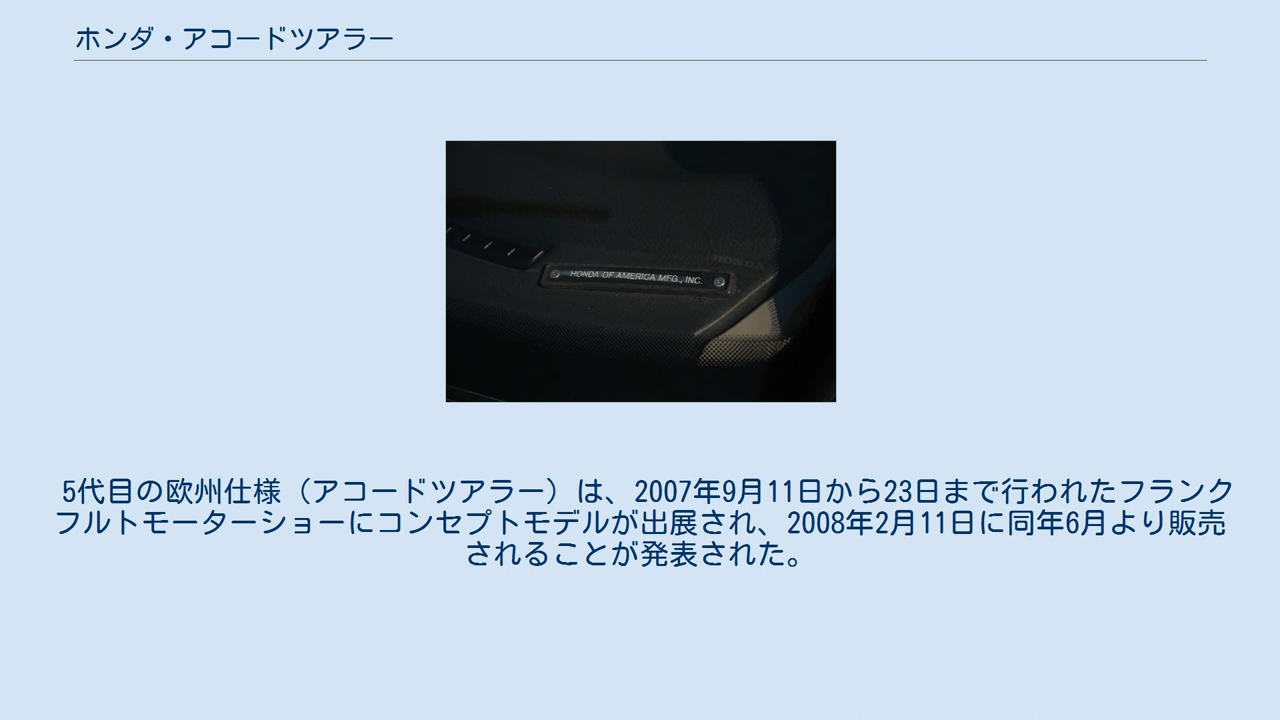 ホンダ・アコードツアラー
HONDA OF AMERICA MFG., INC.
5代目の欧州仕様（アコードツアラー）は、2007年9月11日から23日まで行われたフランク
フルトモーターショーにコンセプトモデルが出展され、2008年2月11日に同年6月より販売
されることが発表された。